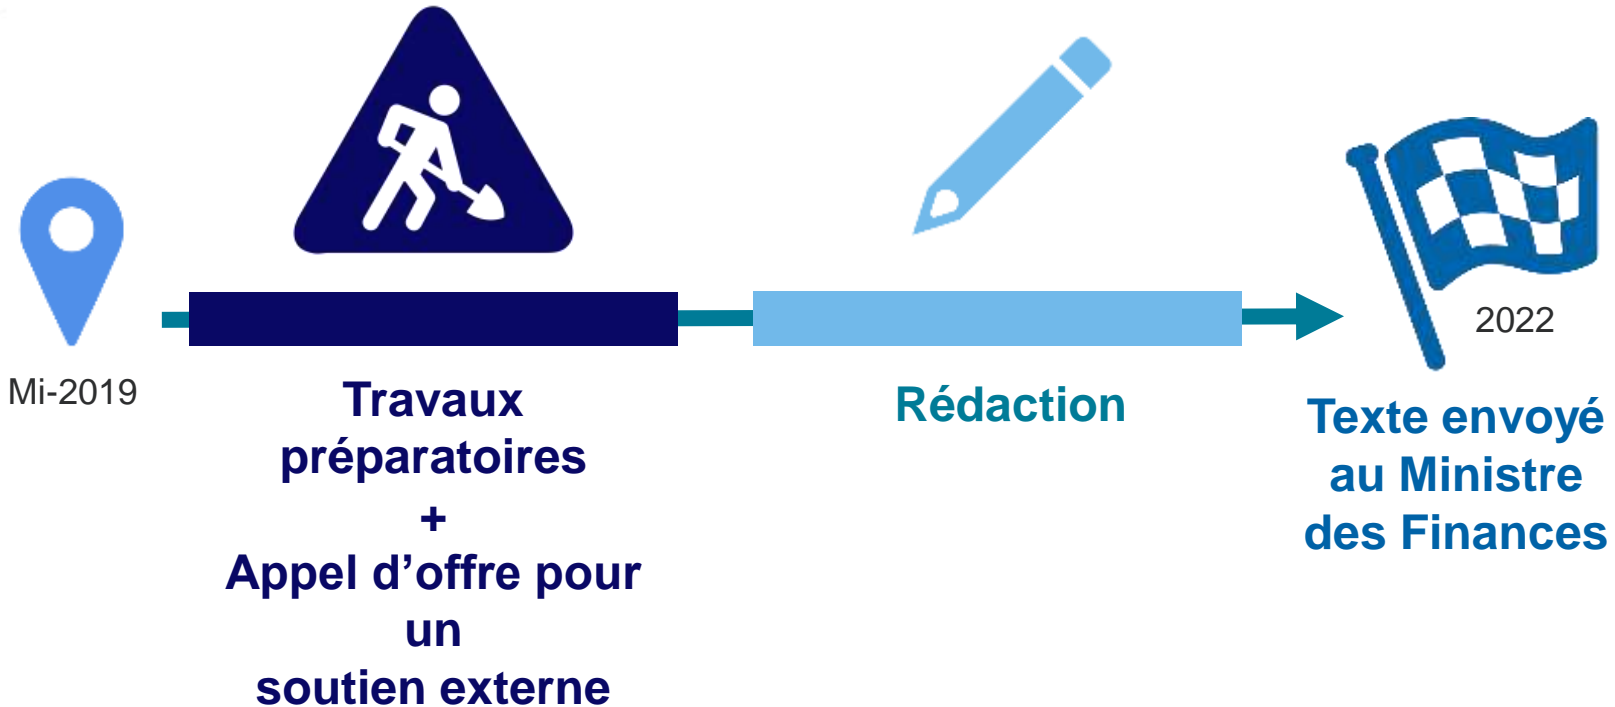 Mi-2019
Travaux
préparatoires
+
Appel d’offre pour
un
soutien externe
Rédaction
2022
Texte envoyé
au Ministre
des Finances